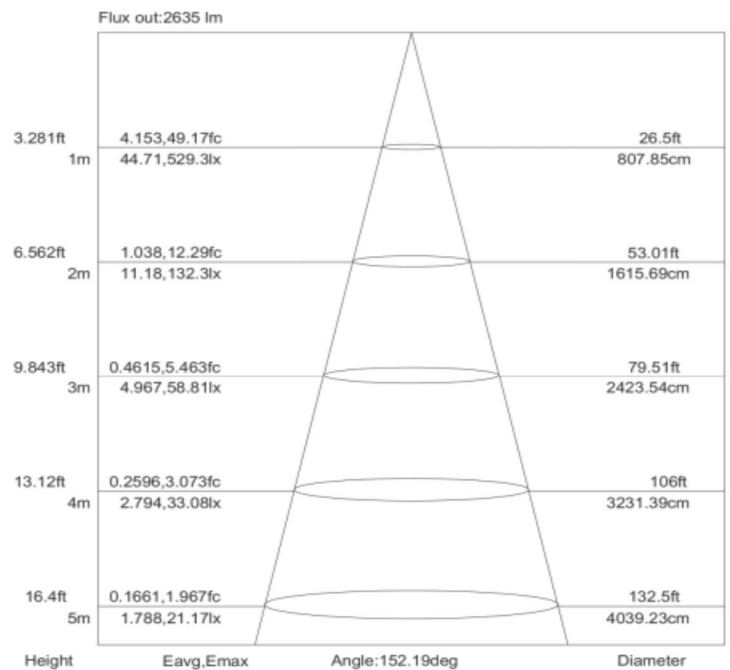 Flux out:2635 lm
3.281ft 4.153,49.17fc 26.5ft
1m 44.71,529.3lx 807.85cm
6.562ft 1.038,12.29fc 53.01ft
2m 11.18,132.3lx 1615.69cm
9.843ft 0.4615,5.463fc 79.51ft
3m 4.967,58.81lx 2423.54cm
13.12ft 0.2596,3.073fc 106ft
4m 2.794,33.08lx 3231.39cm
16.4ft 0.1661,1.967fc 132.5ft
5m 1.788,21.17lx 4039.23cm
Height Eavg,Emax Angle:152.19deg Diameter